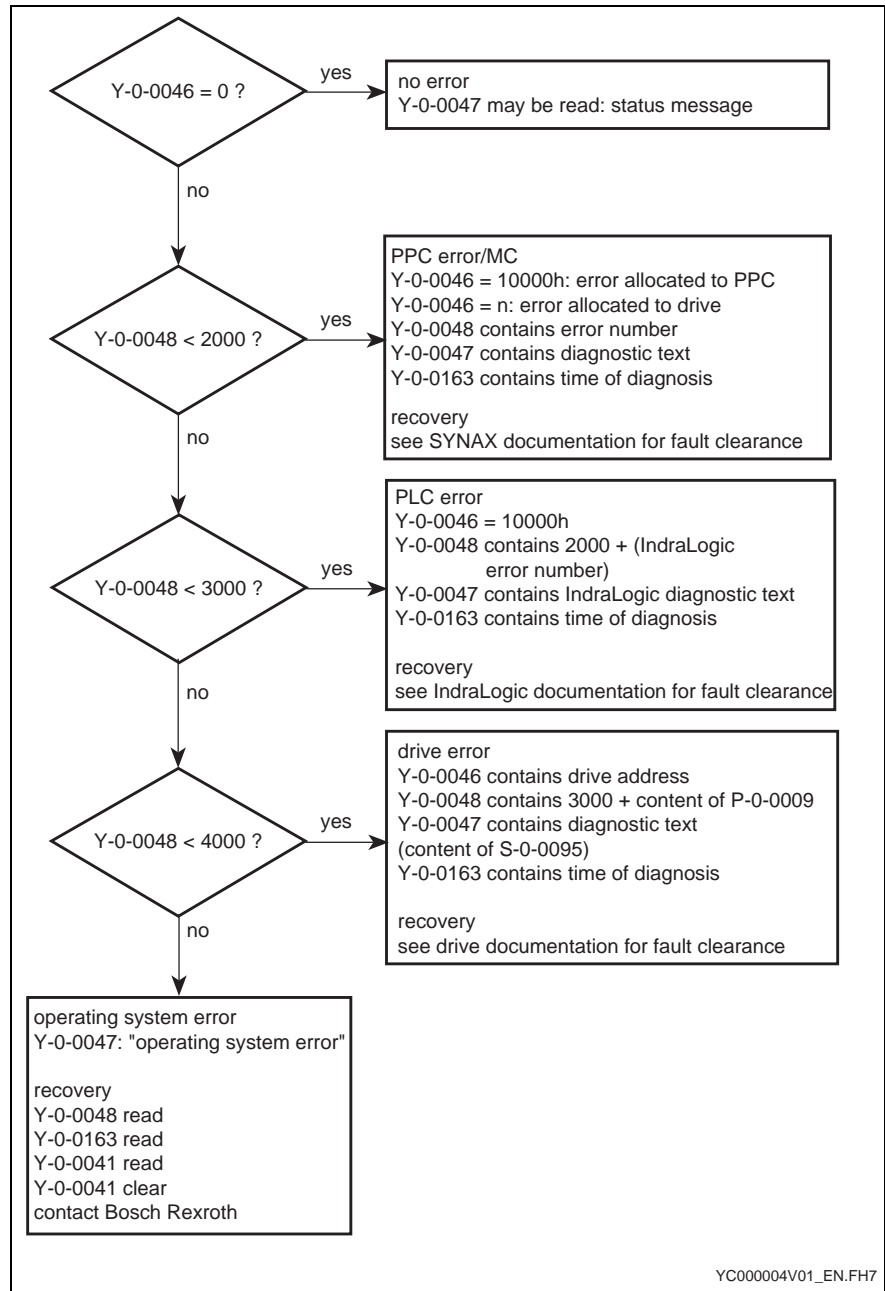 Y-0-0046 = 0 ?
yes
no error
Y-0-0047 may be read: status message
no
Y-0-0048 < 2000 ?
yes
PPC error/MC
Y-0-0046 = 10000h: error allocated to PPC
Y-0-0046 = n: error allocated to drive
Y-0-0048 contains error number
Y-0-0047 contains diagnostic text
Y-0-0163 contains time of diagnosis
recovery
see SYNAX documentation for fault clearance
no
Y-0-0048 < 3000 ?
yes
PLC error
Y-0-0046 = 10000h
Y-0-0048 contains 2000 + (IndraLogic
error number)
Y-0-0047 contains IndraLogic diagnostic text
Y-0-0163 contains time of diagnosis
recovery
see IndraLogic documentation for fault clearance
no
Y-0-0048 < 4000 ?
yes
drive error
Y-0-0046 contains drive address
Y-0-0048 contains 3000 + content of P-0-0009
Y-0-0047 contains diagnostic text
(content of S-0-0095)
Y-0-0163 contains time of diagnosis
recovery
see drive documentation for fault clearance
no
operating system error
Y-0-0047: "operating system error"
recovery
Y-0-0048 read
Y-0-0163 read
Y-0-0041 read
Y-0-0041 clear
contact Bosch Rexroth
YC000004V01_EN.FH7